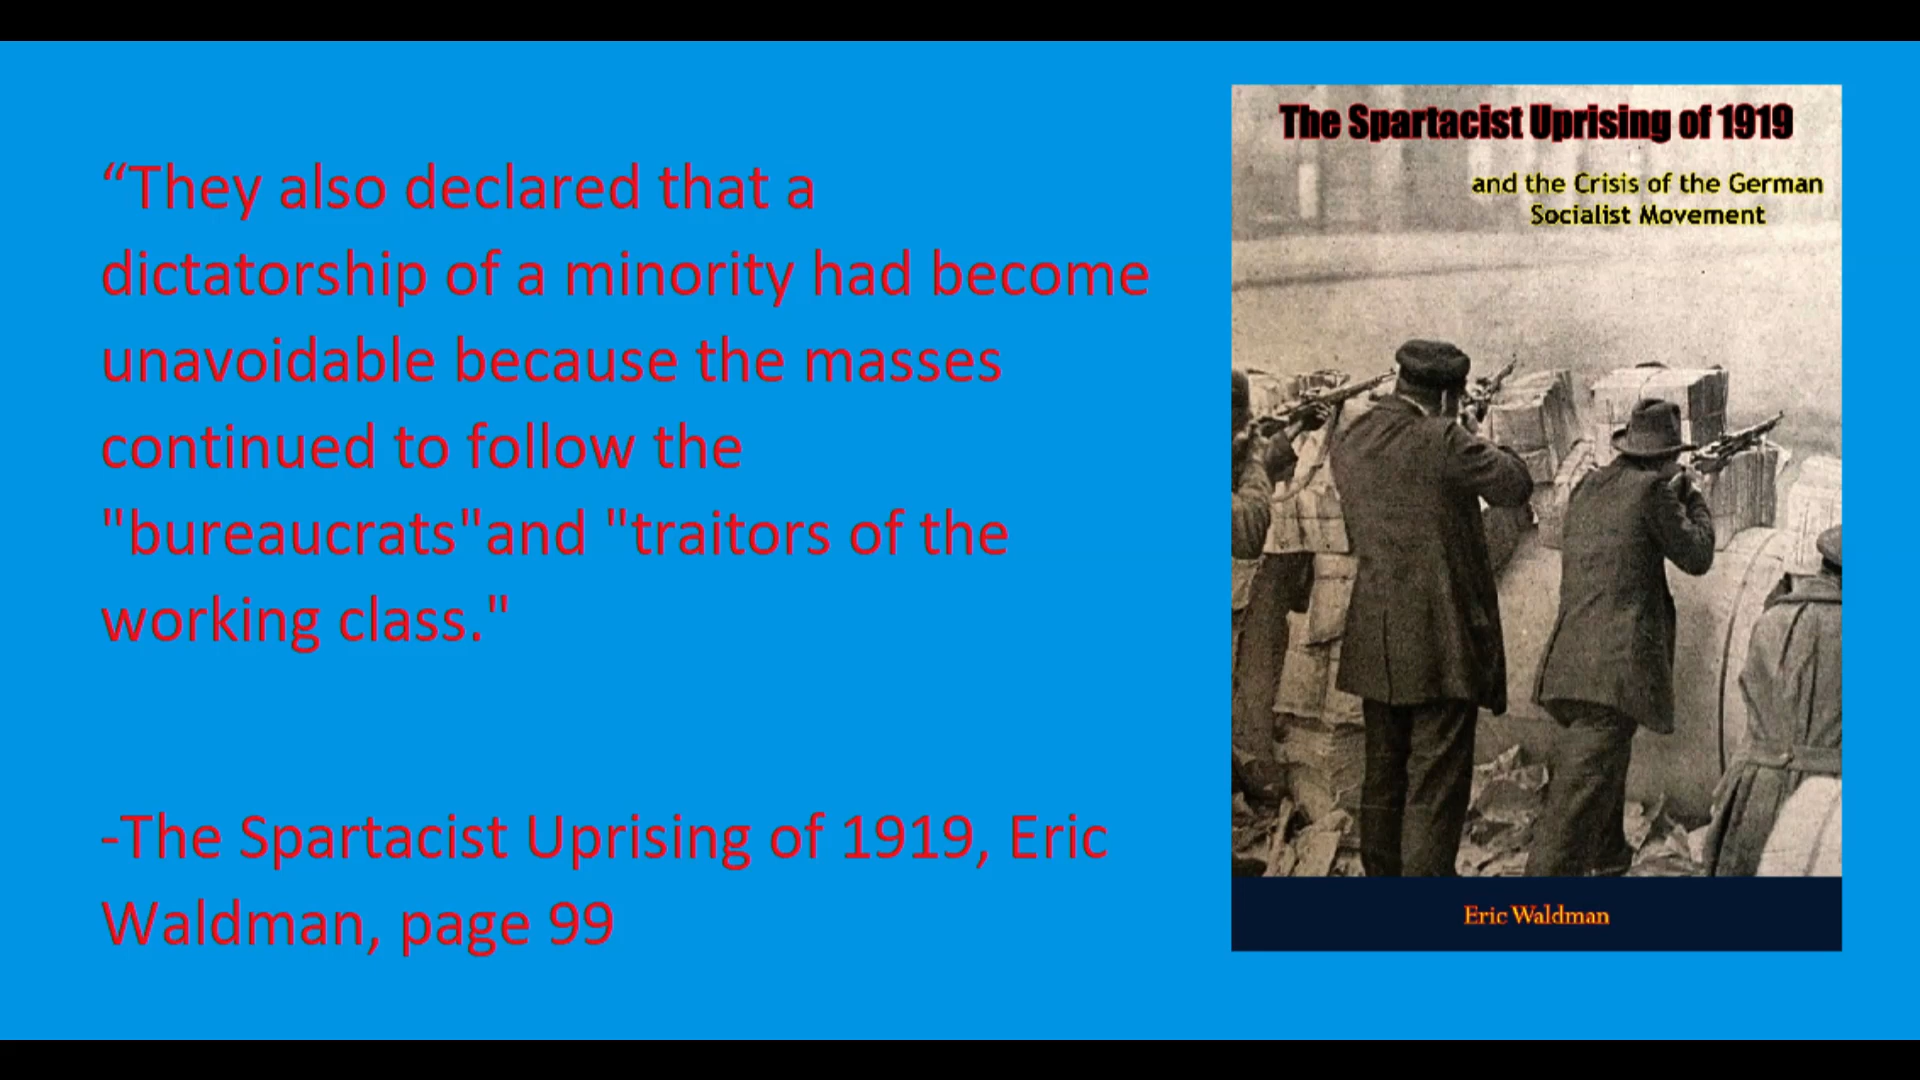 “They also declared that a
dictatorship of a minority had become
unavoidable because the masses
continued to follow the
"bureaucrats"and "traitors of the
working class."
-The Spartacist Uprising of 1919, Eric
Waldman, page 99
The Spartacist Uprising of 1919
and the Crisis of the German
Socialist Movement
Eric Waldman